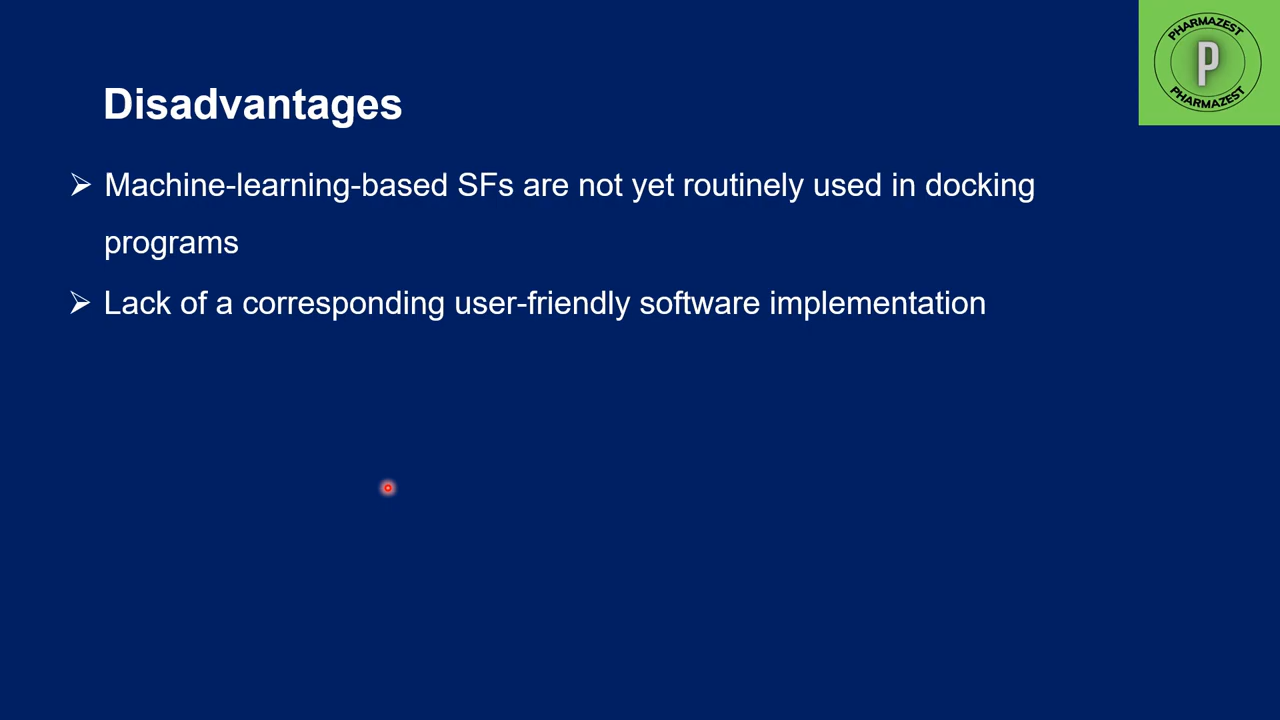 PHARMAZEST
P
PHARMAZEST
Disadvantages
➢ Machine-learning-based SFs are not yet routinely used in docking
programs
➢ Lack of a corresponding user-friendly software implementation